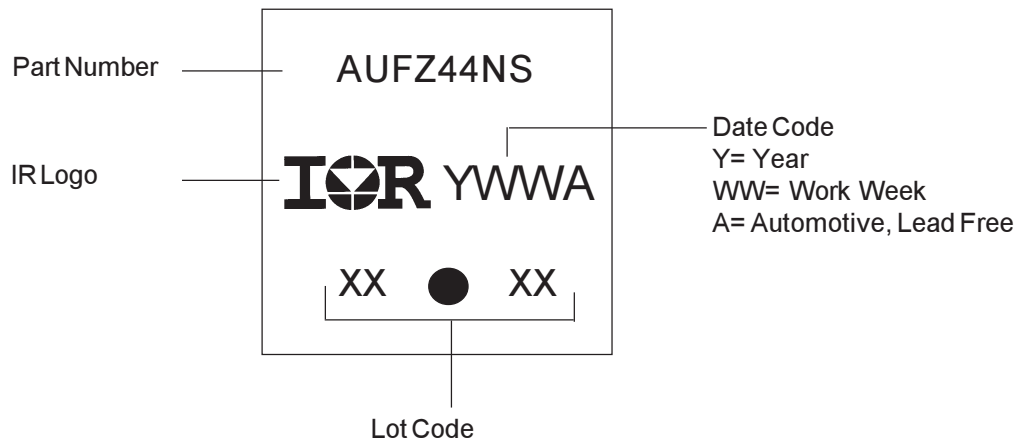 Part Number
AUFZ44NS
IR Logo
IOR YWWA
Date Code
Y= Year
WW= Work Week
A= Automotive, Lead Free
XX XX
Lot Code